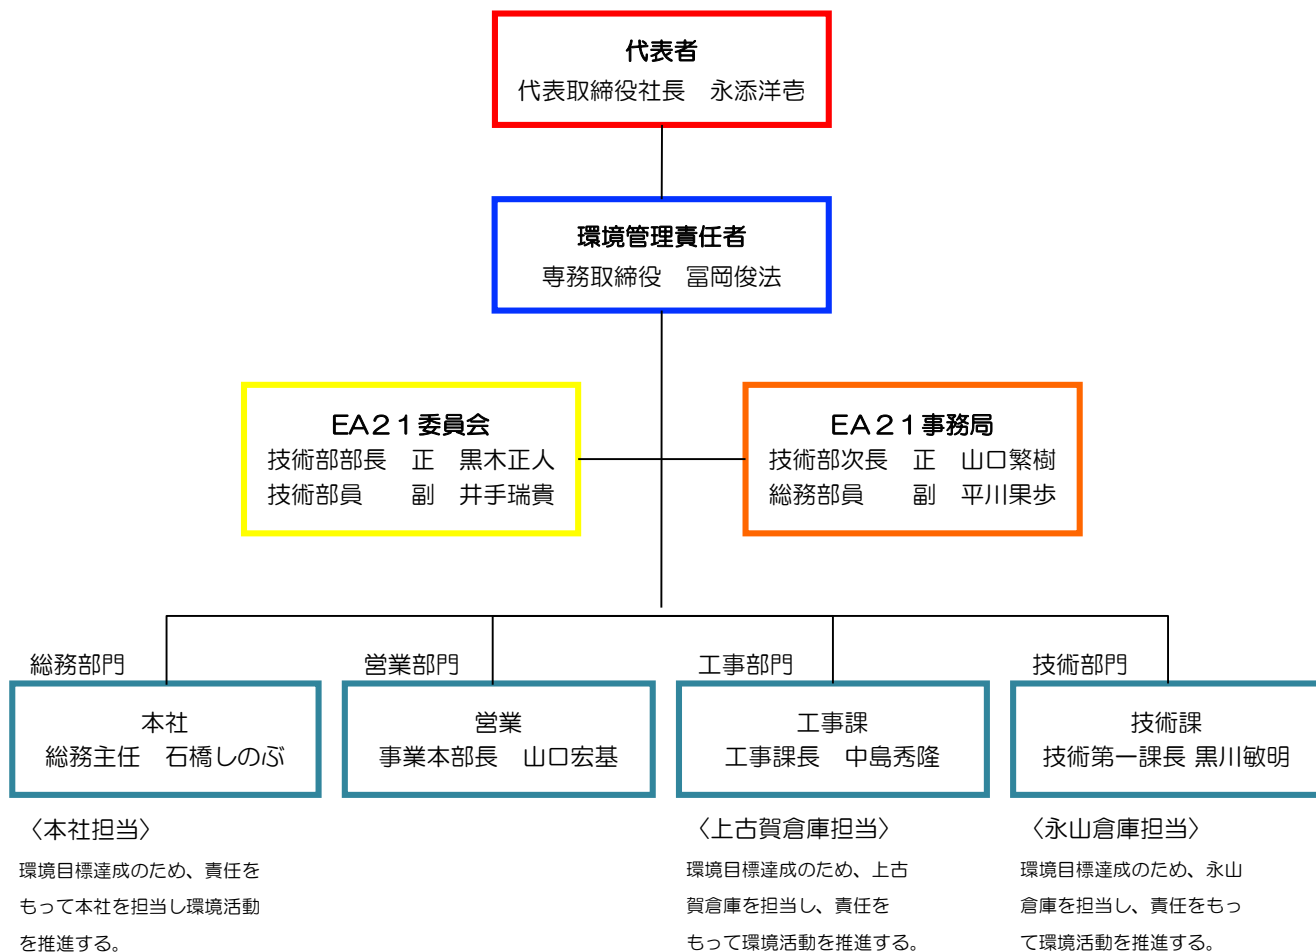 代表者
代表取締役社長　永添洋壱
環境管理責任者
専務取締役　冨岡俊法
EA２１委員会
技術部部長　正　黒木正人
技術部員　　副　井手瑞貴
EA２１事務局
技術部次長　正　山口繁樹
総務部員　　副　平川果歩
総務部門
本社
総務主任　石橋しのぶ
〈本社担当〉
環境目標達成のため、責任を
もって本社を担当し環境活動
を推進する。
営業部門
営業
事業本部長　山口宏基
工事部門
工事課
工事課長　中島秀隆
〈上古賀倉庫担当〉
環境目標達成のため、上古
賀倉庫を担当し、責任を
もって環境活動を推進する。
技術部門
技術課
技術第一課長 黒川敏明
〈永山倉庫担当〉
環境目標達成のため、永山
倉庫を担当し、責任をもっ
て環境活動を推進する。